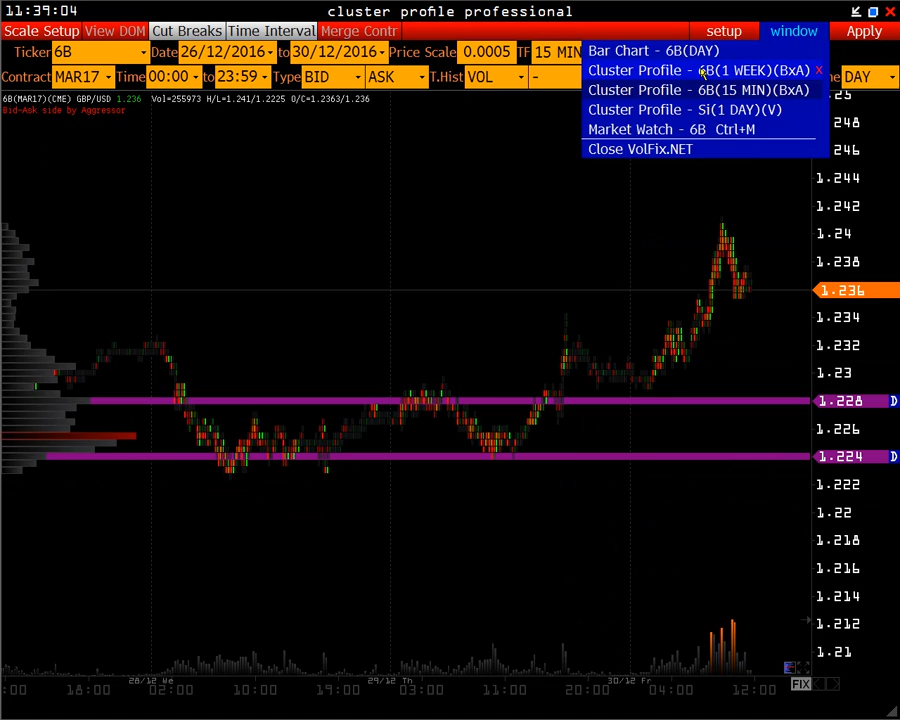 11:39:04
cluster profile professional
Scale Setup View DOM Cut Breaks Time Interval Merge Contr setup window Apply
Ticker 6B Date 26/12/2016 to 30/12/2016 Price Scale 0.0005 TF 15 MIN
Contract MAR17 Time 00:00 to 23:59 Type BID ASK T.Hist VOL - DAY
Bar Chart - 6B(DAY)
Cluster Profile - 6B(1 WEEK)(BxA) X
Cluster Profile - 6B(15 MIN)(BxA)
Cluster Profile - Si(1 DAY)(V)
Market Watch - 6B Ctrl+M
Close VolFix.NET
6B(MAR17)(CME) GBP/USD 1.236 Vol=255973 H/L=1.241/1.2225 O/C=1.2363/1.236
Bid-Ask side by Aggressor
1.244
1.242
1.24
1.238
1.236
1.234
1.232
1.23
1.228 D
1.226
1.224 D
1.222
1.22
1.218
1.216
1.214
1.212
1.21
28/12 We 29/12 Th 30/12 Fr
:00 18:00 02:00 10:00 19:00 03:00 11:00 20:00 04:00 12:00
FIX